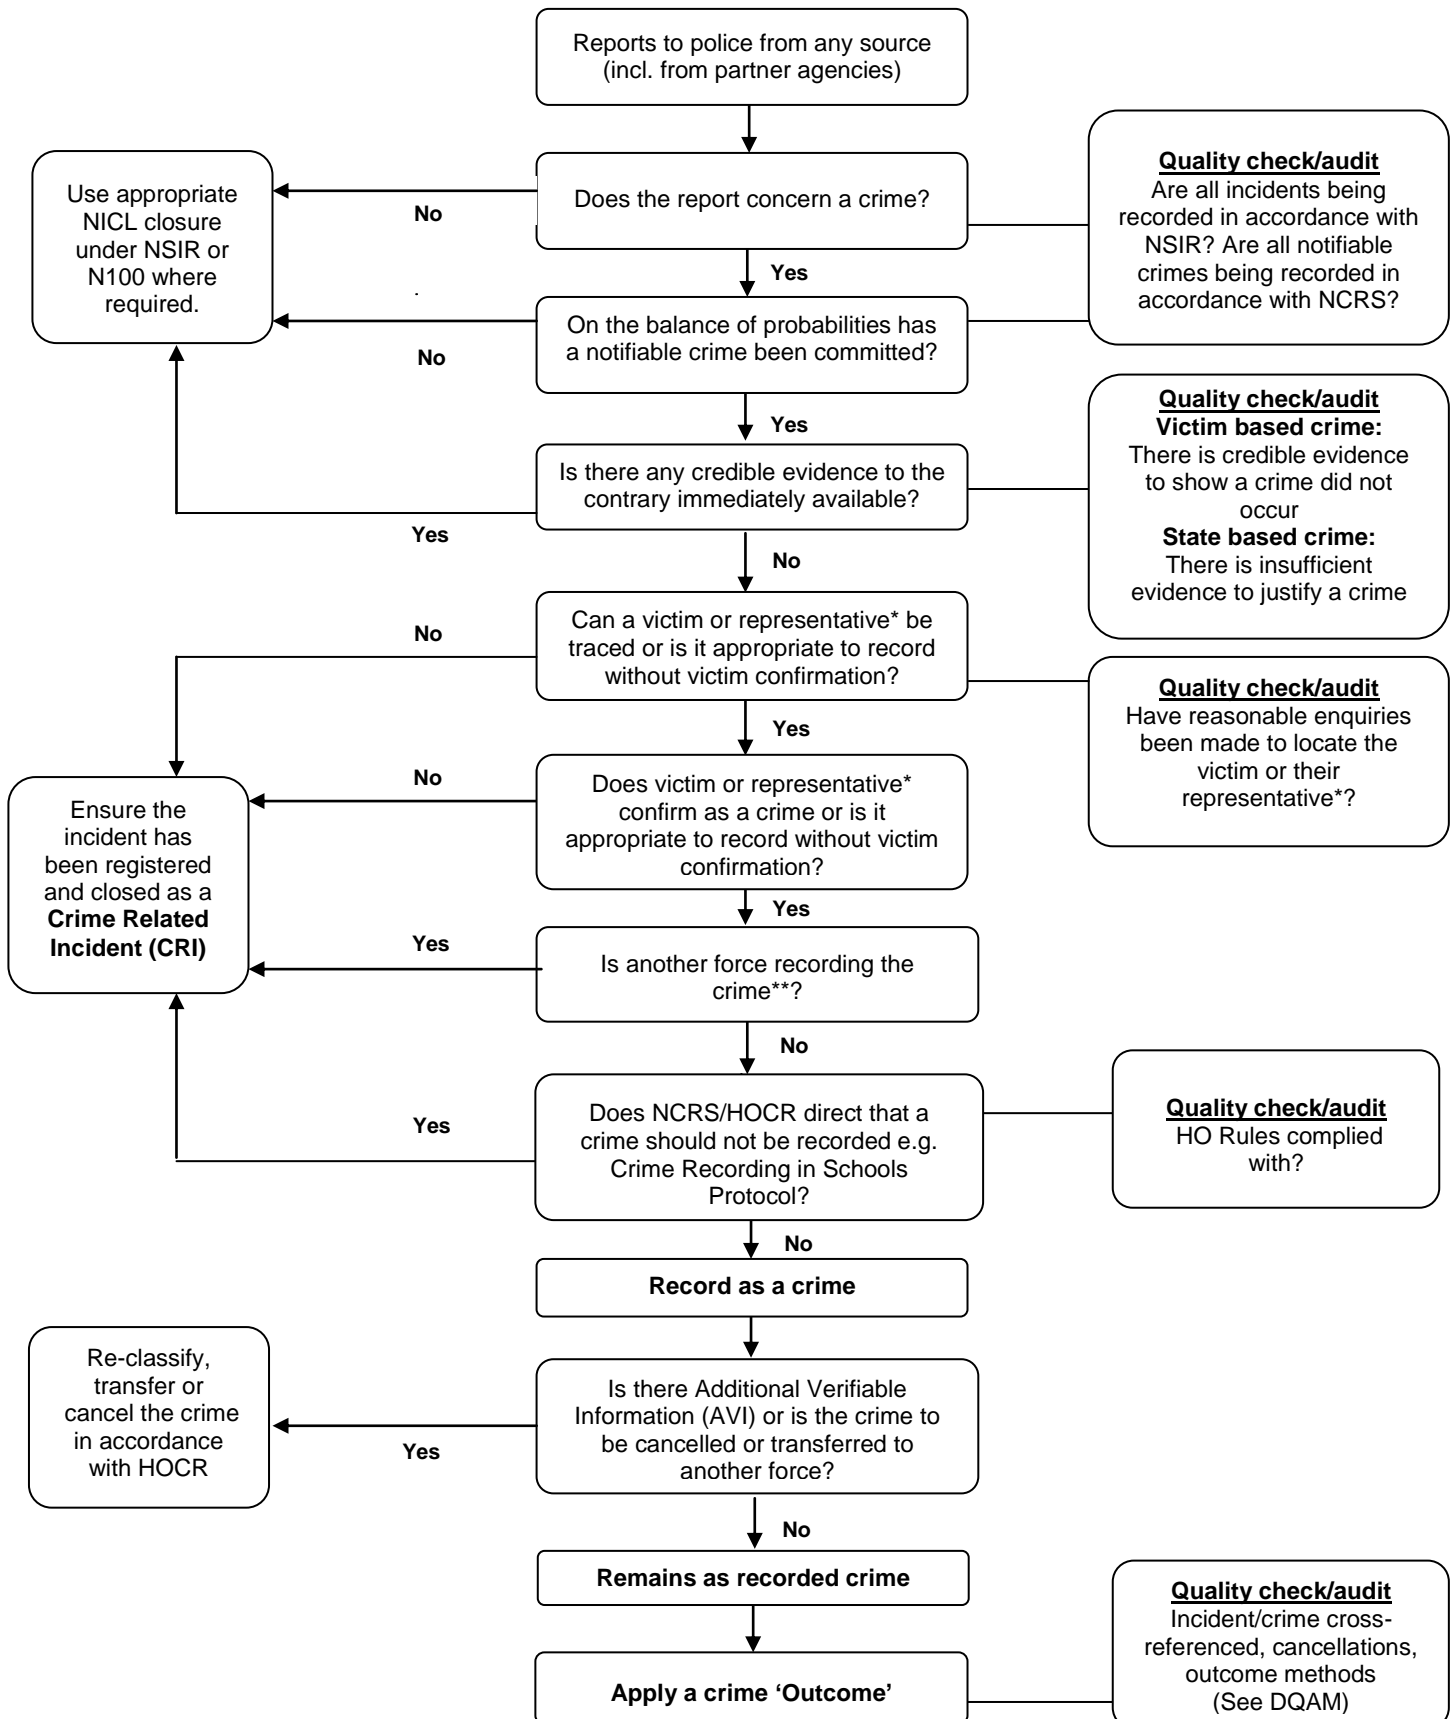 Reports to police from any source
(incl. from partner agencies)
Does the report concern a crime?
No
Use appropriate
NICL closure
under NSIR or
N100 where
required.
.
Quality check/audit
Are all incidents being
recorded in accordance with
NSIR? Are all notifiable
crimes being recorded in
accordance with NCRS?
Yes
On the balance of probabilities has
a notifiable crime been committed?
No
Yes
Is there any credible evidence to the
contrary immediately available?
Yes
Quality check/audit
Victim based crime:
There is credible evidence
to show a crime did not
occur
State based crime:
There is insufficient
evidence to justify a crime
No
Can a victim or representative* be
traced or is it appropriate to record
without victim confirmation?
No
Quality check/audit
Have reasonable enquiries
been made to locate the
victim or their
representative*?
Yes
Does victim or representative*
confirm as a crime or is it
appropriate to record without victim
confirmation?
No
Ensure the
incident has
been registered
and closed as a
Crime Related
Incident (CRI)
Yes
Is another force recording the
crime**?
Yes
No
Does NCRS/HOCR direct that a
crime should not be recorded e.g.
Crime Recording in Schools
Protocol?
Yes
Quality check/audit
HO Rules complied
with?
No
Record as a crime
Is there Additional Verifiable
Information (AVI) or is the crime to
be cancelled or transferred to
another force?
Yes
Re-classify,
transfer or
cancel the crime
in accordance
with HOCR
No
Remains as recorded crime
Apply a crime ‘Outcome’
Quality check/audit
Incident/crime cross-
referenced, cancellations,
outcome methods
(See DQAM)